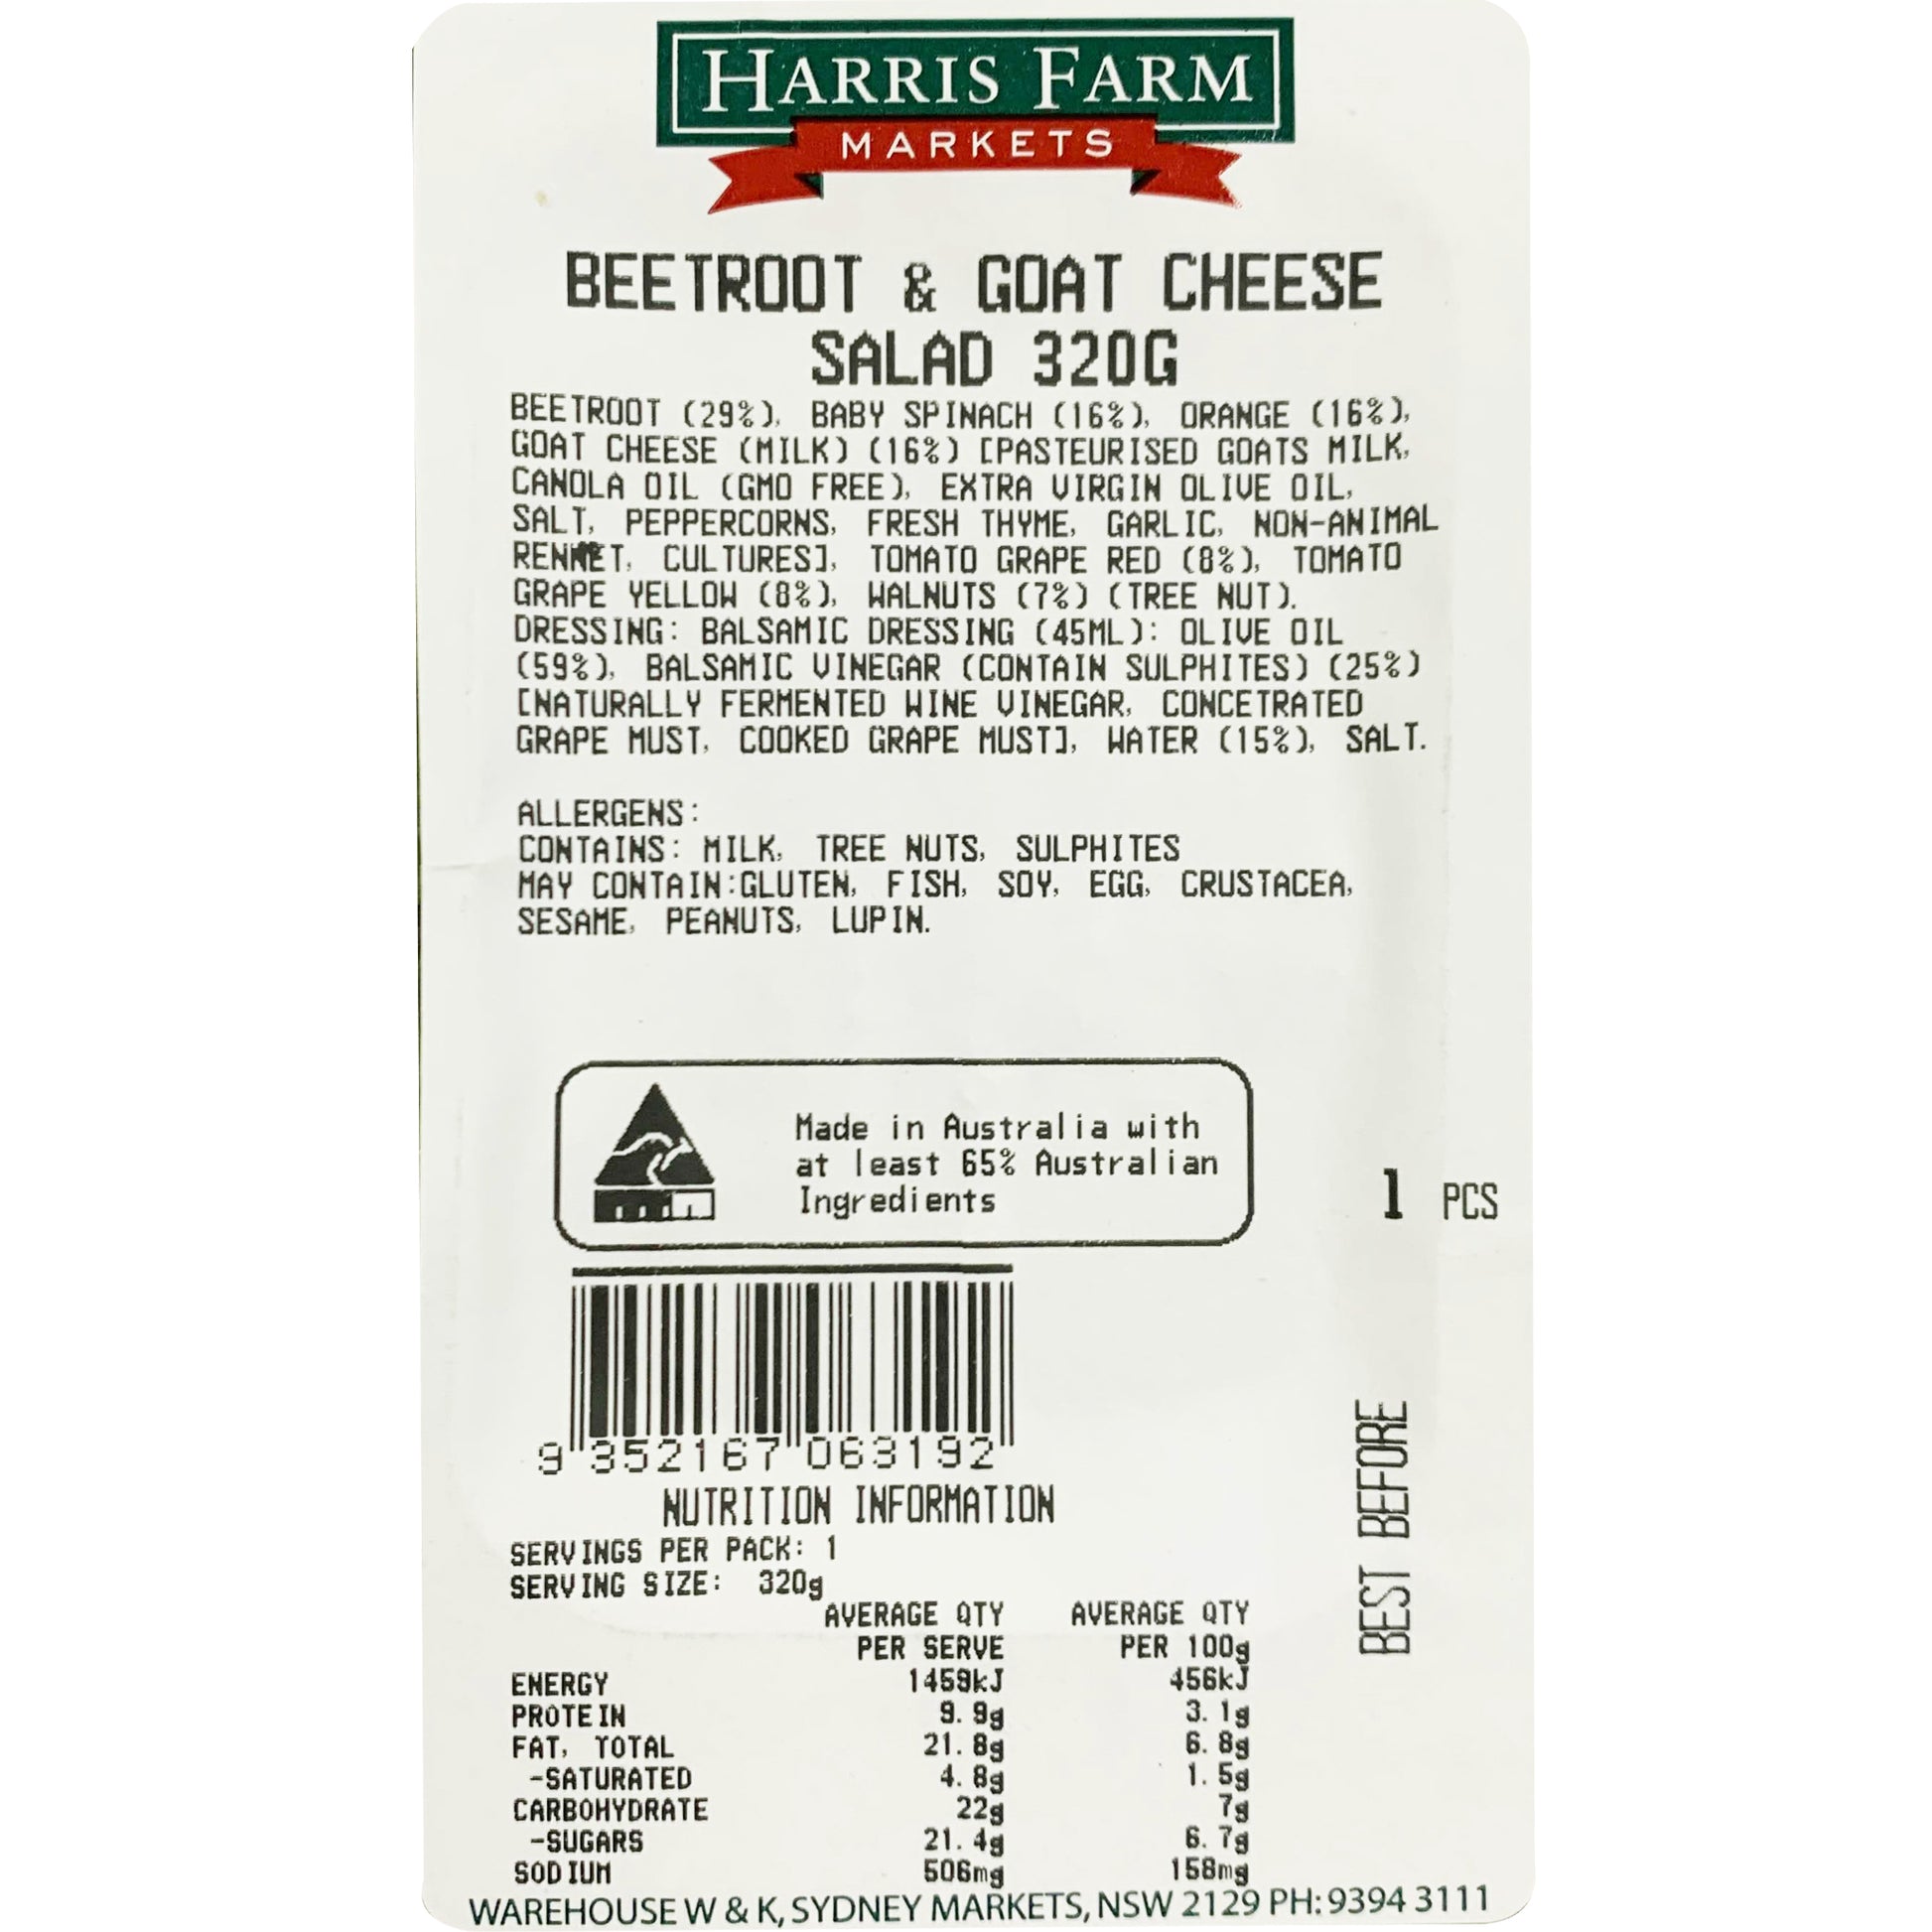 HARRIS FARM
MARKETS
BEETROOT & GOAT CHEESE
SALAD 320G
BEETROOT (29%), BABY SPINACH (16%), ORANGE (16%),
GOAT CHEESE (MILK) (16%) [PASTEURISED GOATS MILK,
CANOLA OIL (GMO FREE), EXTRA VIRGIN OLIVE OIL,
SALT, PEPPERCORNS, FRESH THYME, GARLIC, NON-ANIMAL
RENNET, CULTURES], TOMATO GRAPE RED (8%), TOMATO
GRAPE YELLOW (8%), WALNUTS (7%) (TREE NUT).
DRESSING: BALSAMIC DRESSING (45ML): OLIVE OIL
(59%), BALSAMIC VINEGAR (CONTAIN SULPHITES) (25%)
[NATURALLY FERMENTED WINE VINEGAR, CONCETRATED
GRAPE MUST, COOKED GRAPE MUST], WATER (15%), SALT.
ALLERGENS:
CONTAINS: MILK, TREE NUTS, SULPHITES
MAY CONTAIN:GLUTEN, FISH, SOY, EGG, CRUSTACEA,
SESAME, PEANUTS, LUPIN.
Made in Australia with
at least 65% Australian
Ingredients
1 PCS
9 352167 063192
BEST BEFORE
NUTRITION INFORMATION
SERVINGS PER PACK: 1
SERVING SIZE: 320g
AVERAGE QTY AVERAGE QTY
PER SERVE PER 100g
ENERGY 1459kJ 456kJ
PROTEIN 9.9g 3.1g
FAT, TOTAL 21.8g 6.8g
-SATURATED 4.8g 1.5g
CARBOHYDRATE 22g 7g
-SUGARS 21.4g 6.7g
SODIUM 506mg 158mg
WAREHOUSE W & K, SYDNEY MARKETS, NSW 2129 PH: 9394 3111